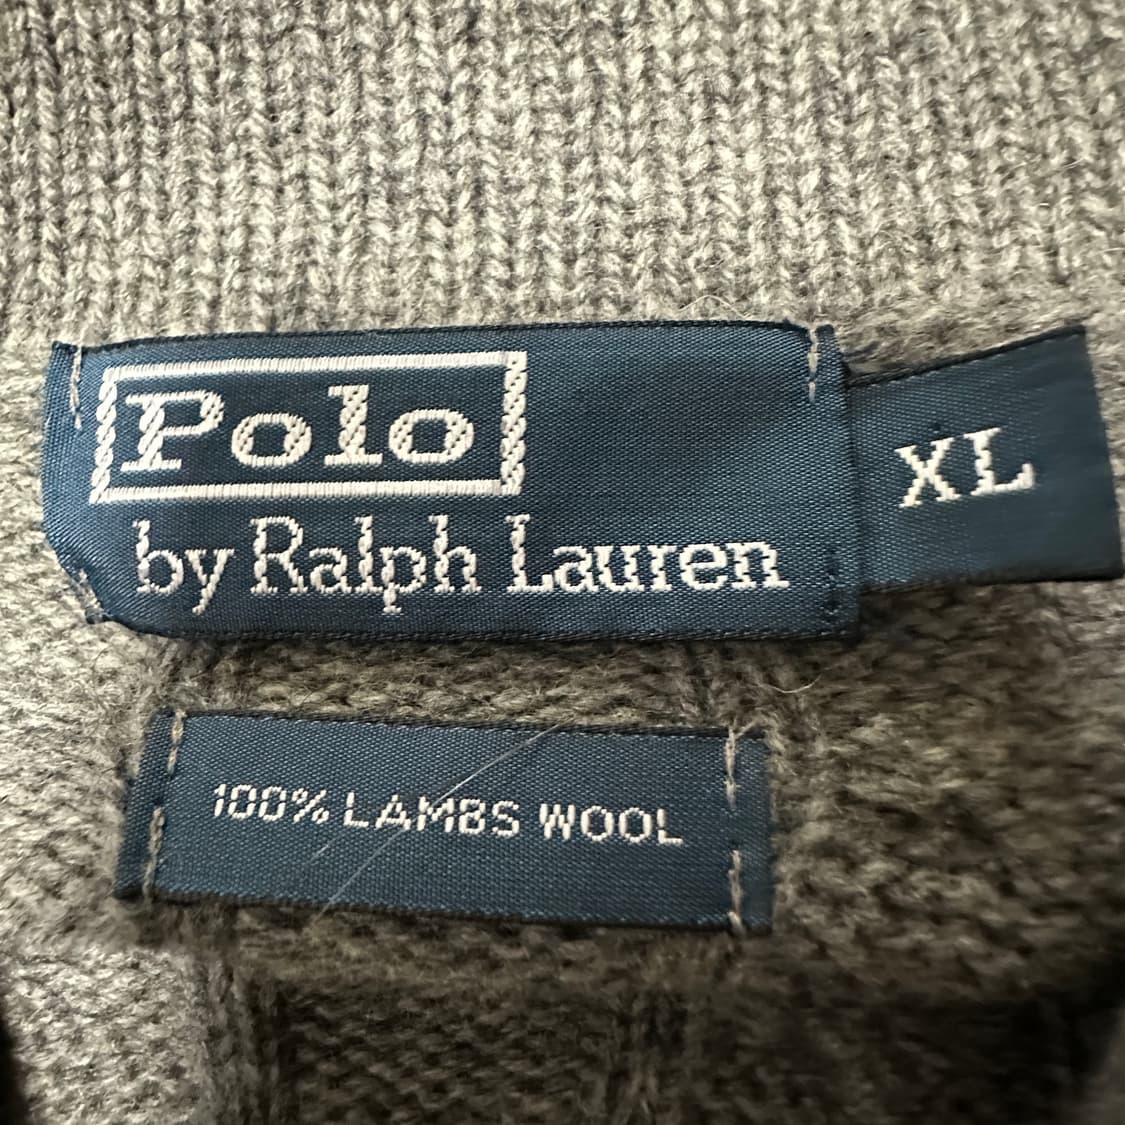 Polo
by Ralph Lauren
XL
100% LAMBS WOOL